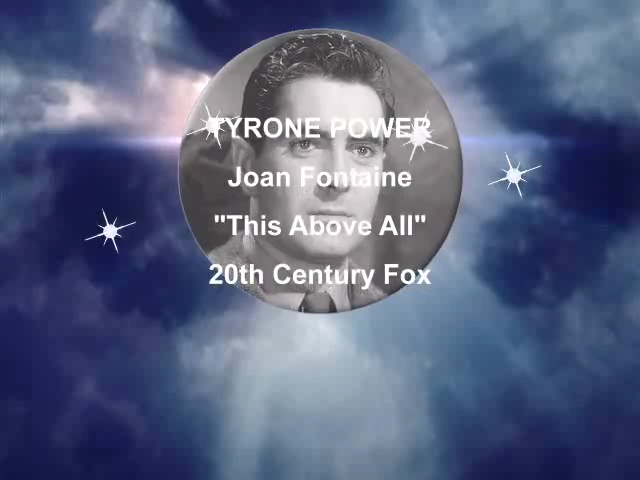 TYRONE POWER
Joan Fontaine
"This Above All"
20th Century Fox